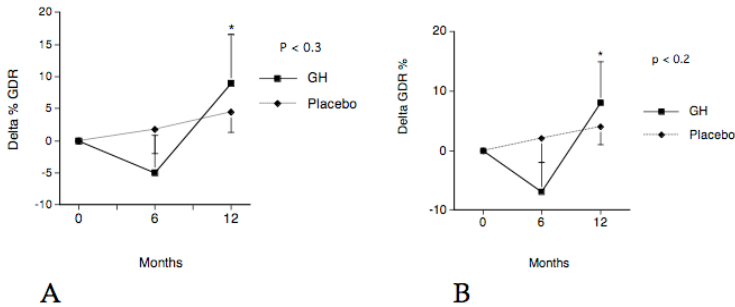 20
15
10
5
0
-5
-10
Delta % GDR
*
P < 0.3
GH
Placebo
0 6 12
Months
A
20
10
0
-10
Delta GDR %
*
p < 0.2
GH
Placebo
0 6 12
Months
B